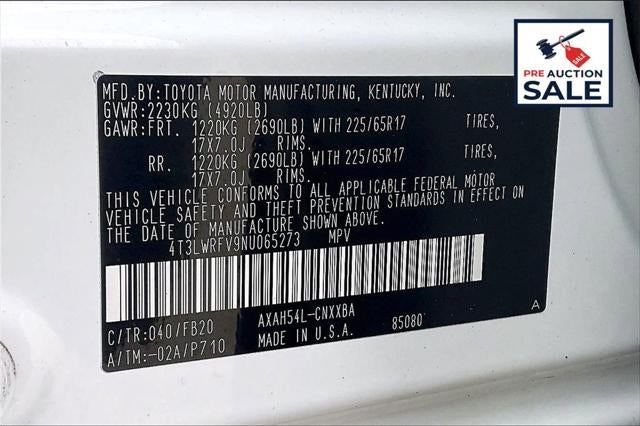 MFD.BY:TOYOTA MOTOR MANUFACTURING, KENTUCKY, INC.
GVWR:2230KG (4920LB)
GAWR:FRT. 1220KG (2690LB) WITH 225/65R17 TIRES,
17X7.0J RIMS.
RR. 1220KG (2690LB) WITH 225/65R17 TIRES,
17X7.0J RIMS.
THIS VEHICLE CONFORMS TO ALL APPLICABLE FEDERAL MOTOR
VEHICLE SAFETY AND THEFT PREVENTION STANDARDS IN EFFECT ON
THE DATE OF MANUFACTURE SHOWN ABOVE.
4T3LWRFV9NU065273 MPV
C/TR:040/FB20 AXAH54L-CNXXBA 85080 A
A/TM:-02A/P710 MADE IN U.S.A.
SALE
PRE AUCTION
SALE